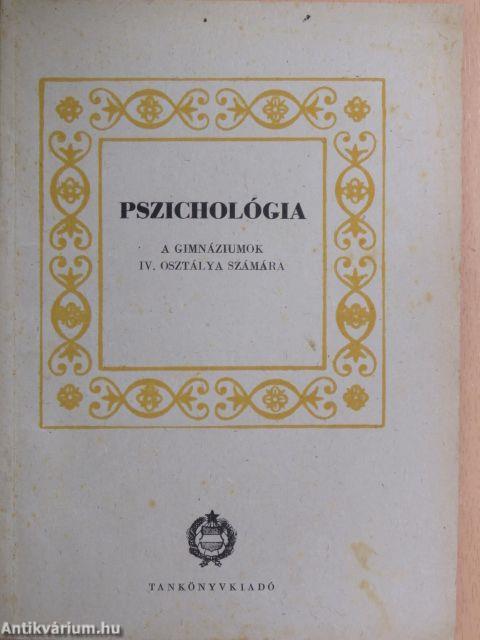 PSZICHOLÓGIA
A GIMNÁZIUMOK
IV. OSZTÁLYA SZÁMÁRA
TANKÖNYVKIADÓ
Antikvárium.hu